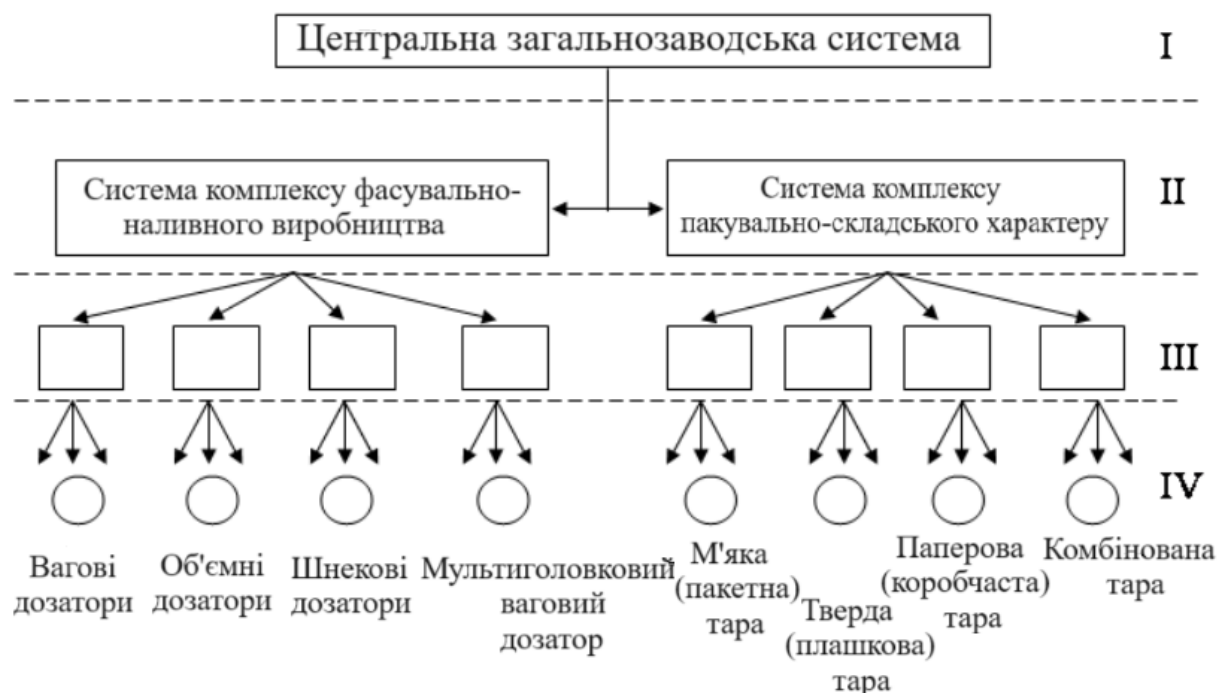 Центральна загальнозаводська система
I
Система комплексу фасувально-
наливного виробництва
Система комплексу
пакувально-складського характеру
II
III
IV
Вагові
дозатори
Об'ємні
дозатори
Шнекові
дозатори
Мультиголовковий
ваговий
дозатор
М'яка
(пакетна)
тара
Тверда
(плашкова)
тара
Паперова
(коробчаста)
тара
Комбінована
тара